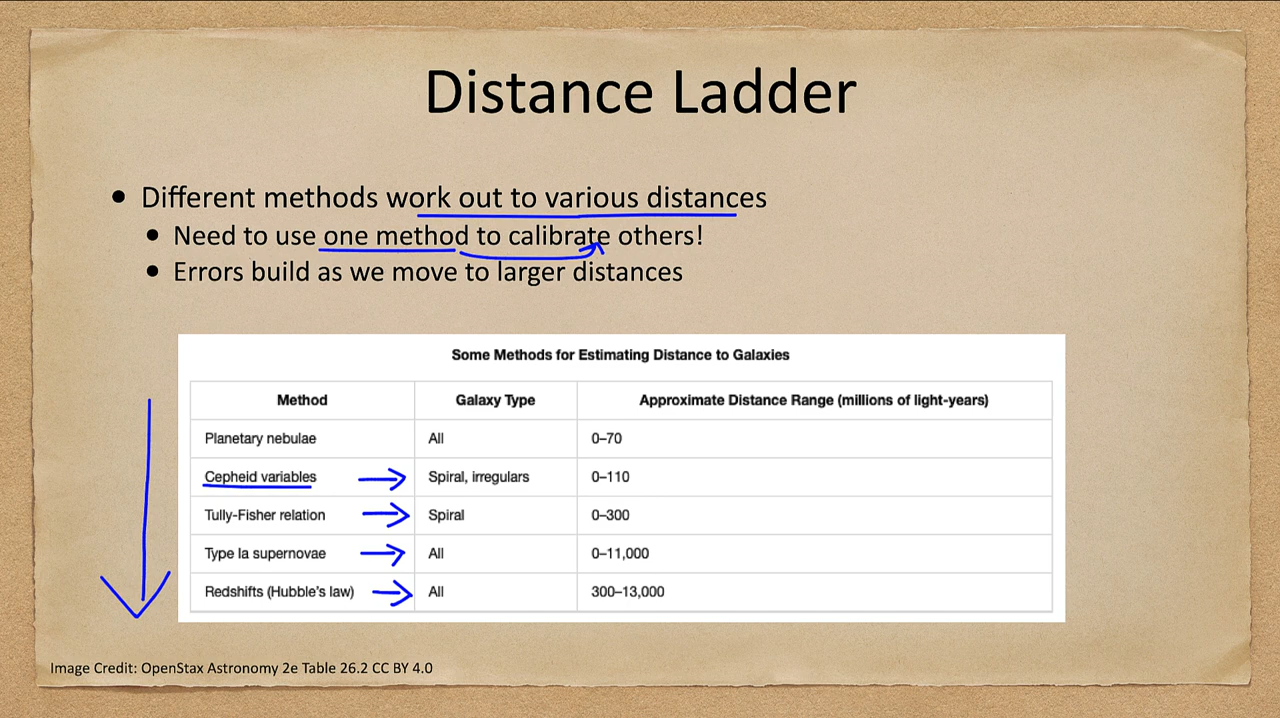 Distance Ladder
• Different methods work out to various distances
• Need to use one method to calibrate others!
• Errors build as we move to larger distances
Some Methods for Estimating Distance to Galaxies
Method Galaxy Type Approximate Distance Range (millions of light-years)
Planetary nebulae All 0–70
Cepheid variables Spiral, irregulars 0–110
Tully-Fisher relation Spiral 0–300
Type Ia supernovae All 0–11,000
Redshifts (Hubble's law) All 300–13,000
Image Credit: OpenStax Astronomy 2e Table 26.2 CC BY 4.0